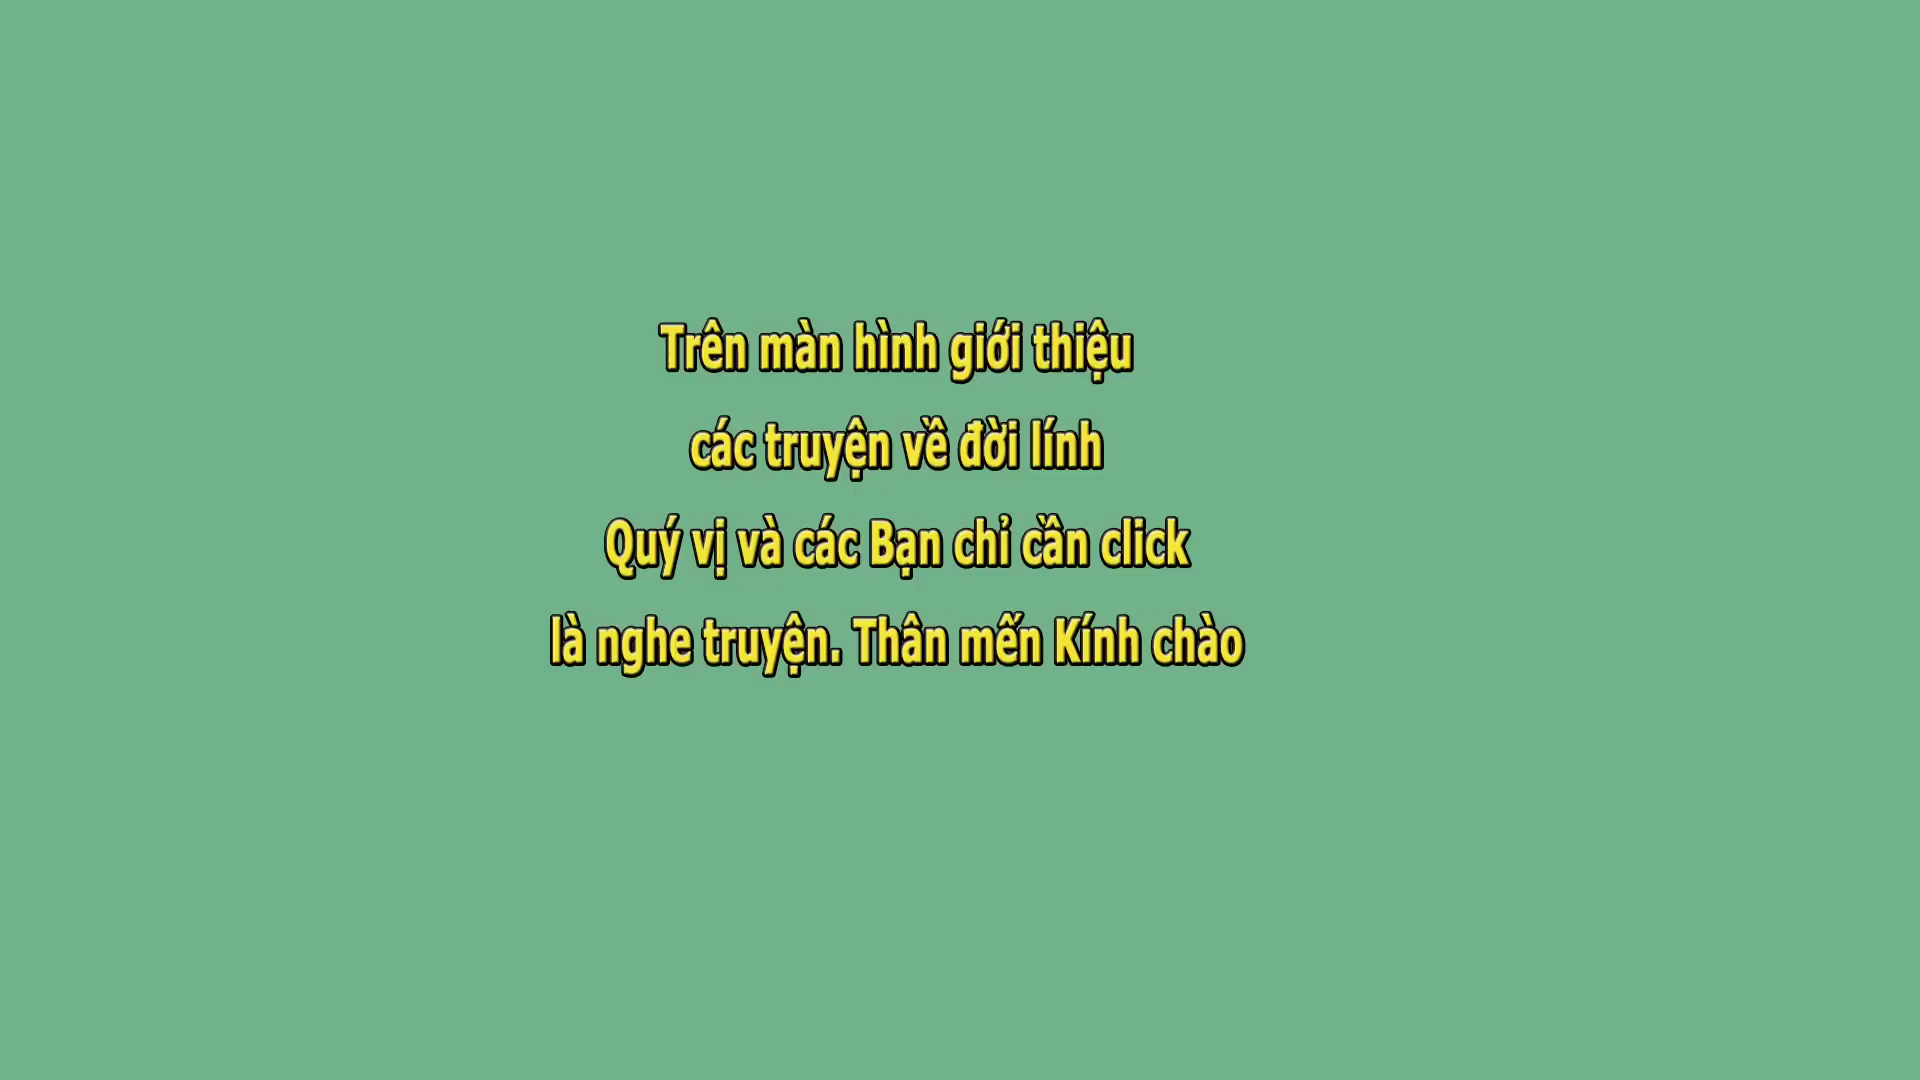 Trên màn hình giới thiệu
các truyện về đời lính
Quý vị và các Bạn chỉ cần click
là nghe truyện. Thân mến Kính chào